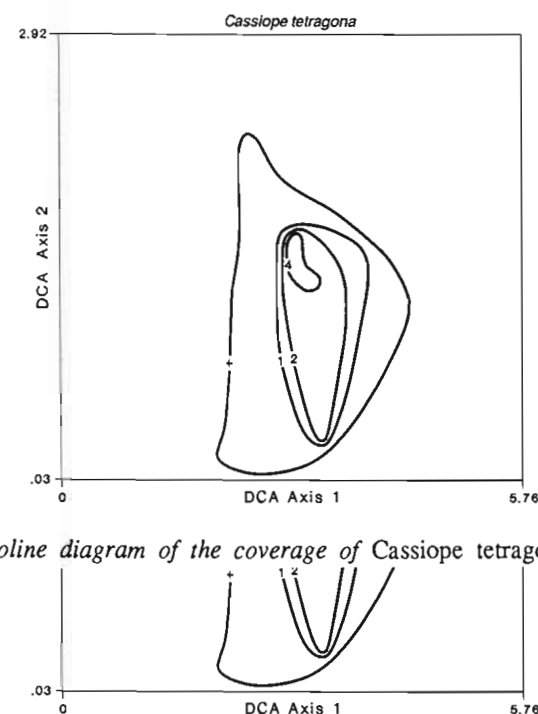 Cassiope tetragona
2.92
DCA Axis 2
4
+ 1 2
.03
0 DCA Axis 1 5.76
oline diagram of the coverage of Cassiope tetrago
+ 1 2
.03
0 DCA Axis 1 5.76